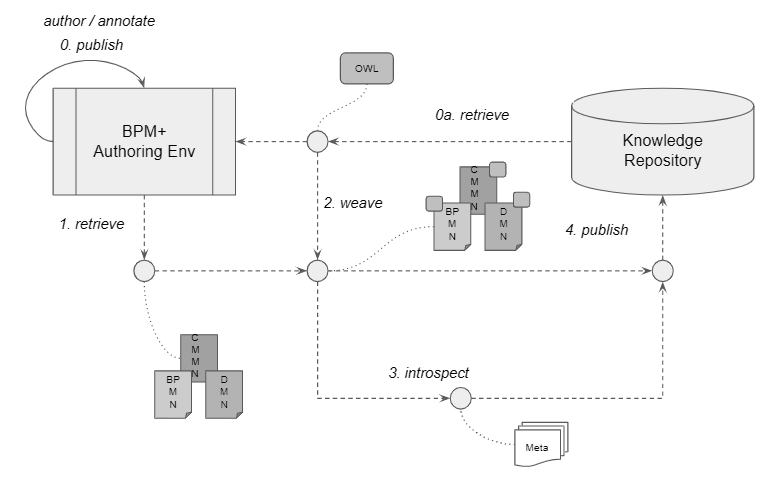 author / annotate
0. publish
OWL
BPM+
Authoring Env
0a. retrieve
Knowledge
Repository
1. retrieve
2. weave
C
M
M
N
BP
M
N
D
M
N
4. publish
C
M
M
N
BP
M
N
D
M
N
3. introspect
Meta